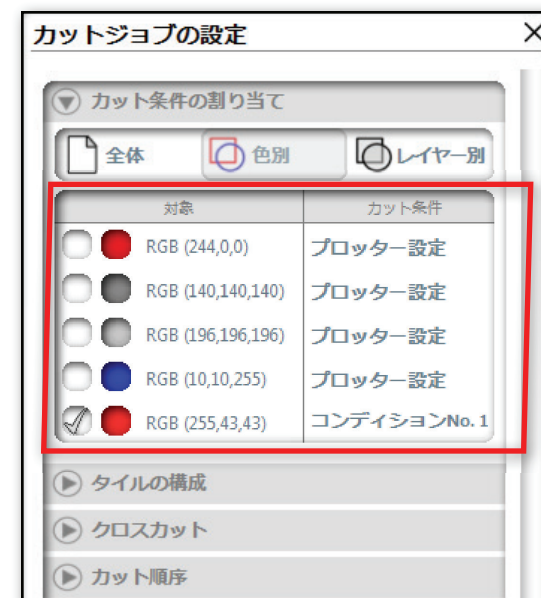 カットジョブの設定
カット条件の割り当て
全体 色別 レイヤー別
対象 カット条件
RGB (244,0,0) プロッター設定
RGB (140,140,140) プロッター設定
RGB (196,196,196) プロッター設定
RGB (10,10,255) プロッター設定
RGB (255,43,43) コンディションNo.1
タイルの構成
クロスカット
カット順序